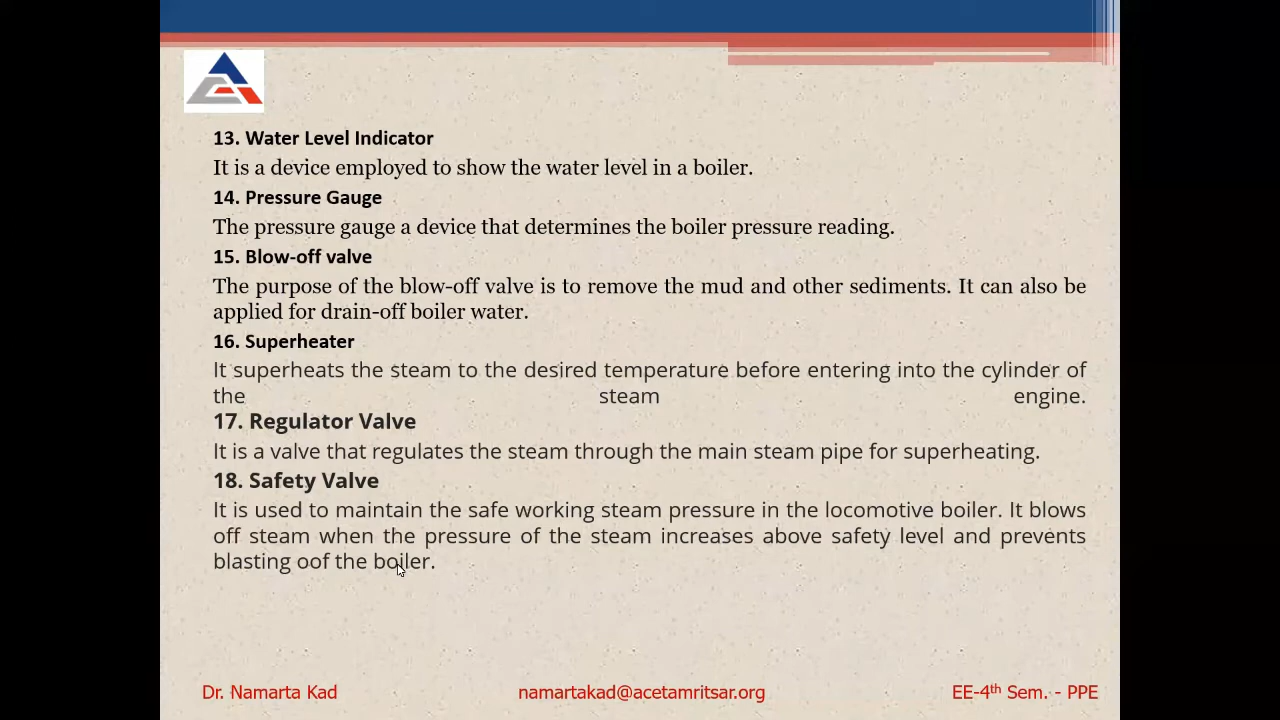 13. Water Level Indicator
It is a device employed to show the water level in a boiler.
14. Pressure Gauge
The pressure gauge a device that determines the boiler pressure reading.
15. Blow-off valve
The purpose of the blow-off valve is to remove the mud and other sediments. It can also be
applied for drain-off boiler water.
16. Superheater
It superheats the steam to the desired temperature before entering into the cylinder of
the steam engine.
17. Regulator Valve
It is a valve that regulates the steam through the main steam pipe for superheating.
18. Safety Valve
It is used to maintain the safe working steam pressure in the locomotive boiler. It blows
off steam when the pressure of the steam increases above safety level and prevents
blasting oof the boiler.
Dr. Namarta Kad namartakad@acetamritsar.org EE-4th Sem. - PPE